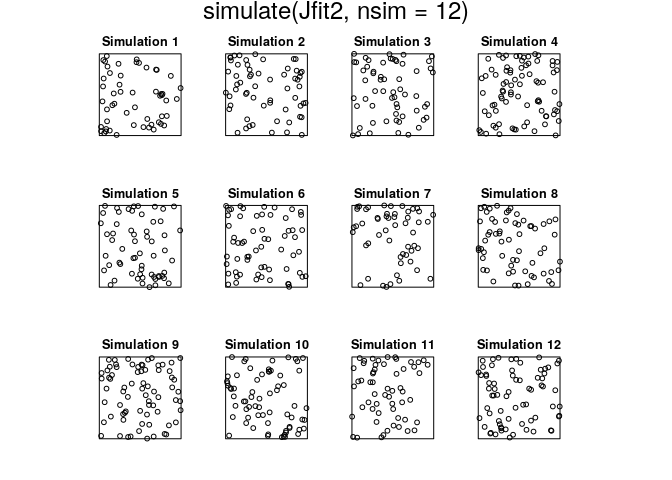 simulate(Jfit2, nsim = 12)
Simulation 1
Simulation 2
Simulation 3
Simulation 4
Simulation 5
Simulation 6
Simulation 7
Simulation 8
Simulation 9
Simulation 10
Simulation 11
Simulation 12